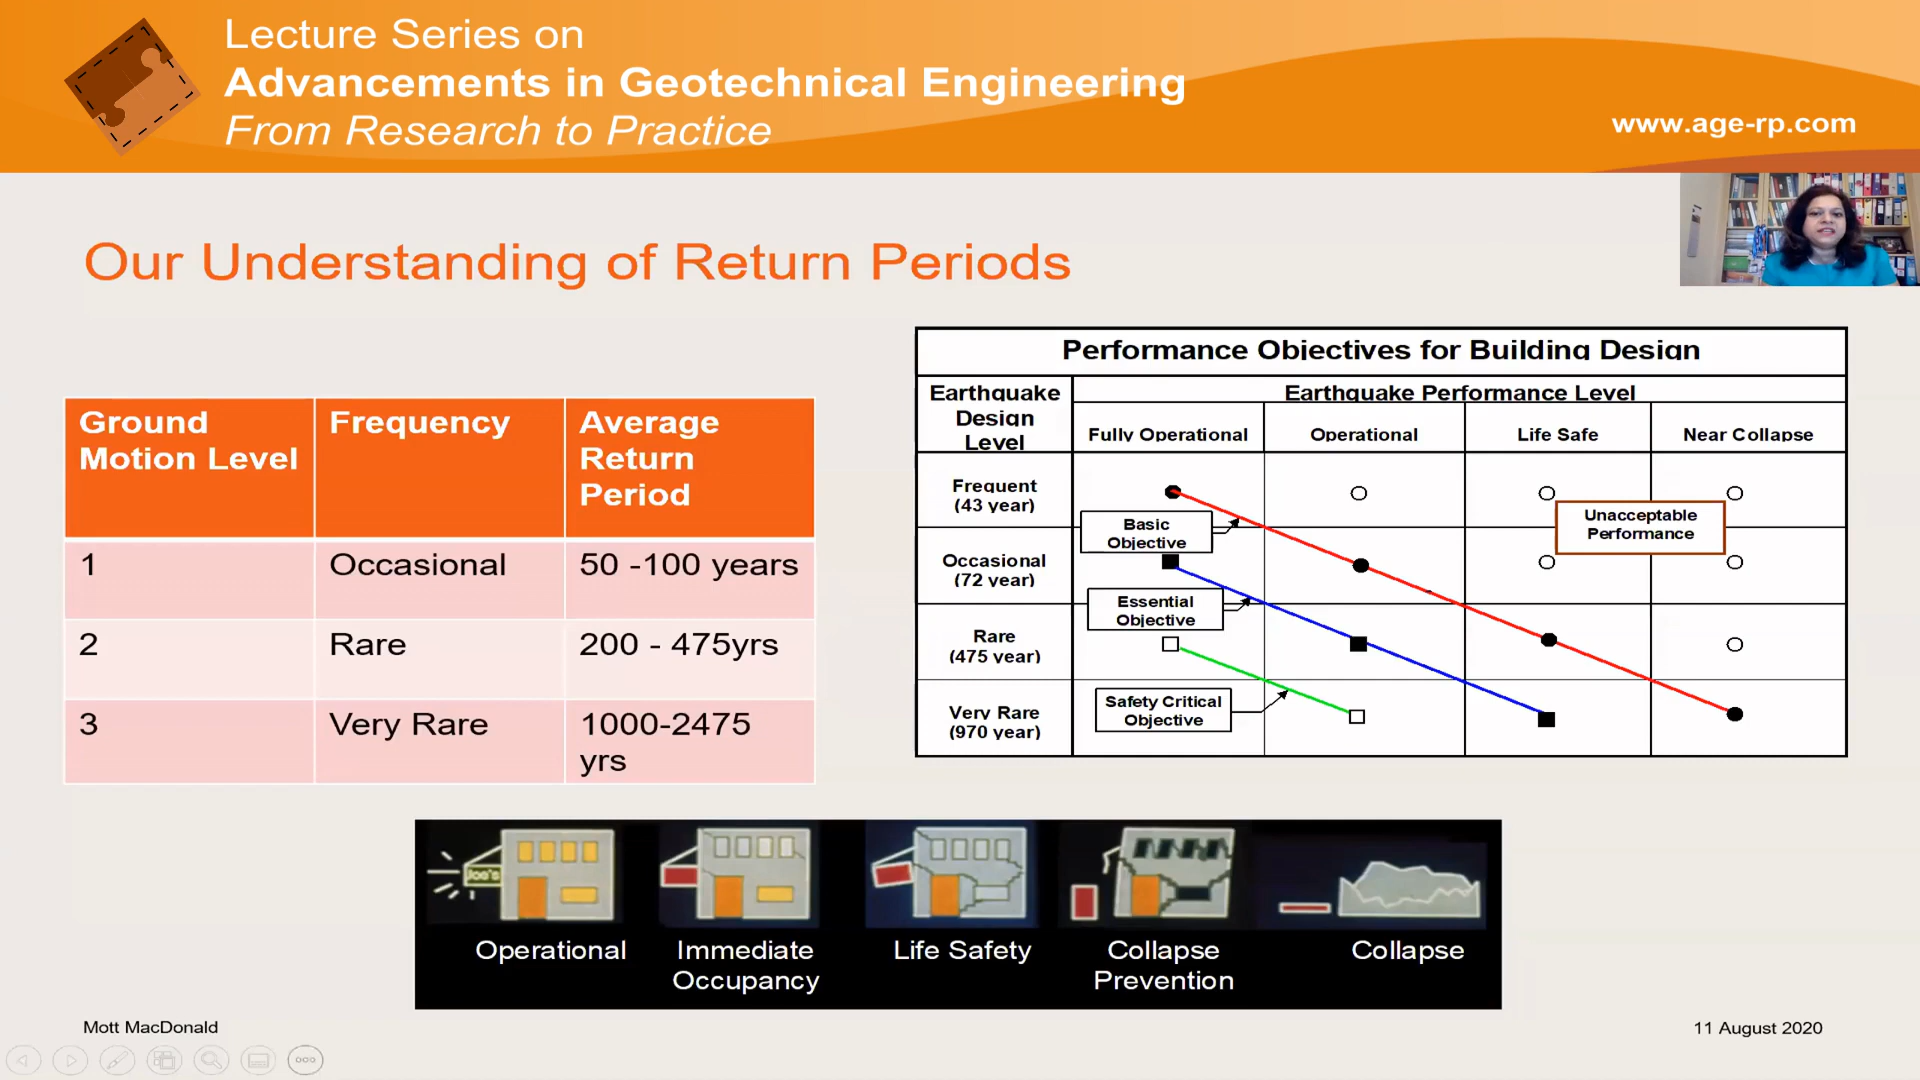 Lecture Series on
Advancements in Geotechnical Engineering
From Research to Practice
www.age-rp.com
Our Understanding of Return Periods
Ground Motion Level
Frequency
Average Return Period
1
Occasional
50 -100 years
2
Rare
200 - 475yrs
3
Very Rare
1000-2475 yrs
Performance Objectives for Building Design
Earthquake Design Level
Earthquake Performance Level
Fully Operational
Operational
Life Safe
Near Collapse
Frequent
(43 year)
Basic
Objective
Unacceptable
Performance
Occasional
(72 year)
Essential
Objective
Rare
(475 year)
Safety Critical
Objective
Very Rare
(970 year)
Joe's
Operational
Immediate
Occupancy
Life Safety
Collapse
Prevention
Collapse
Mott MacDonald
11 August 2020